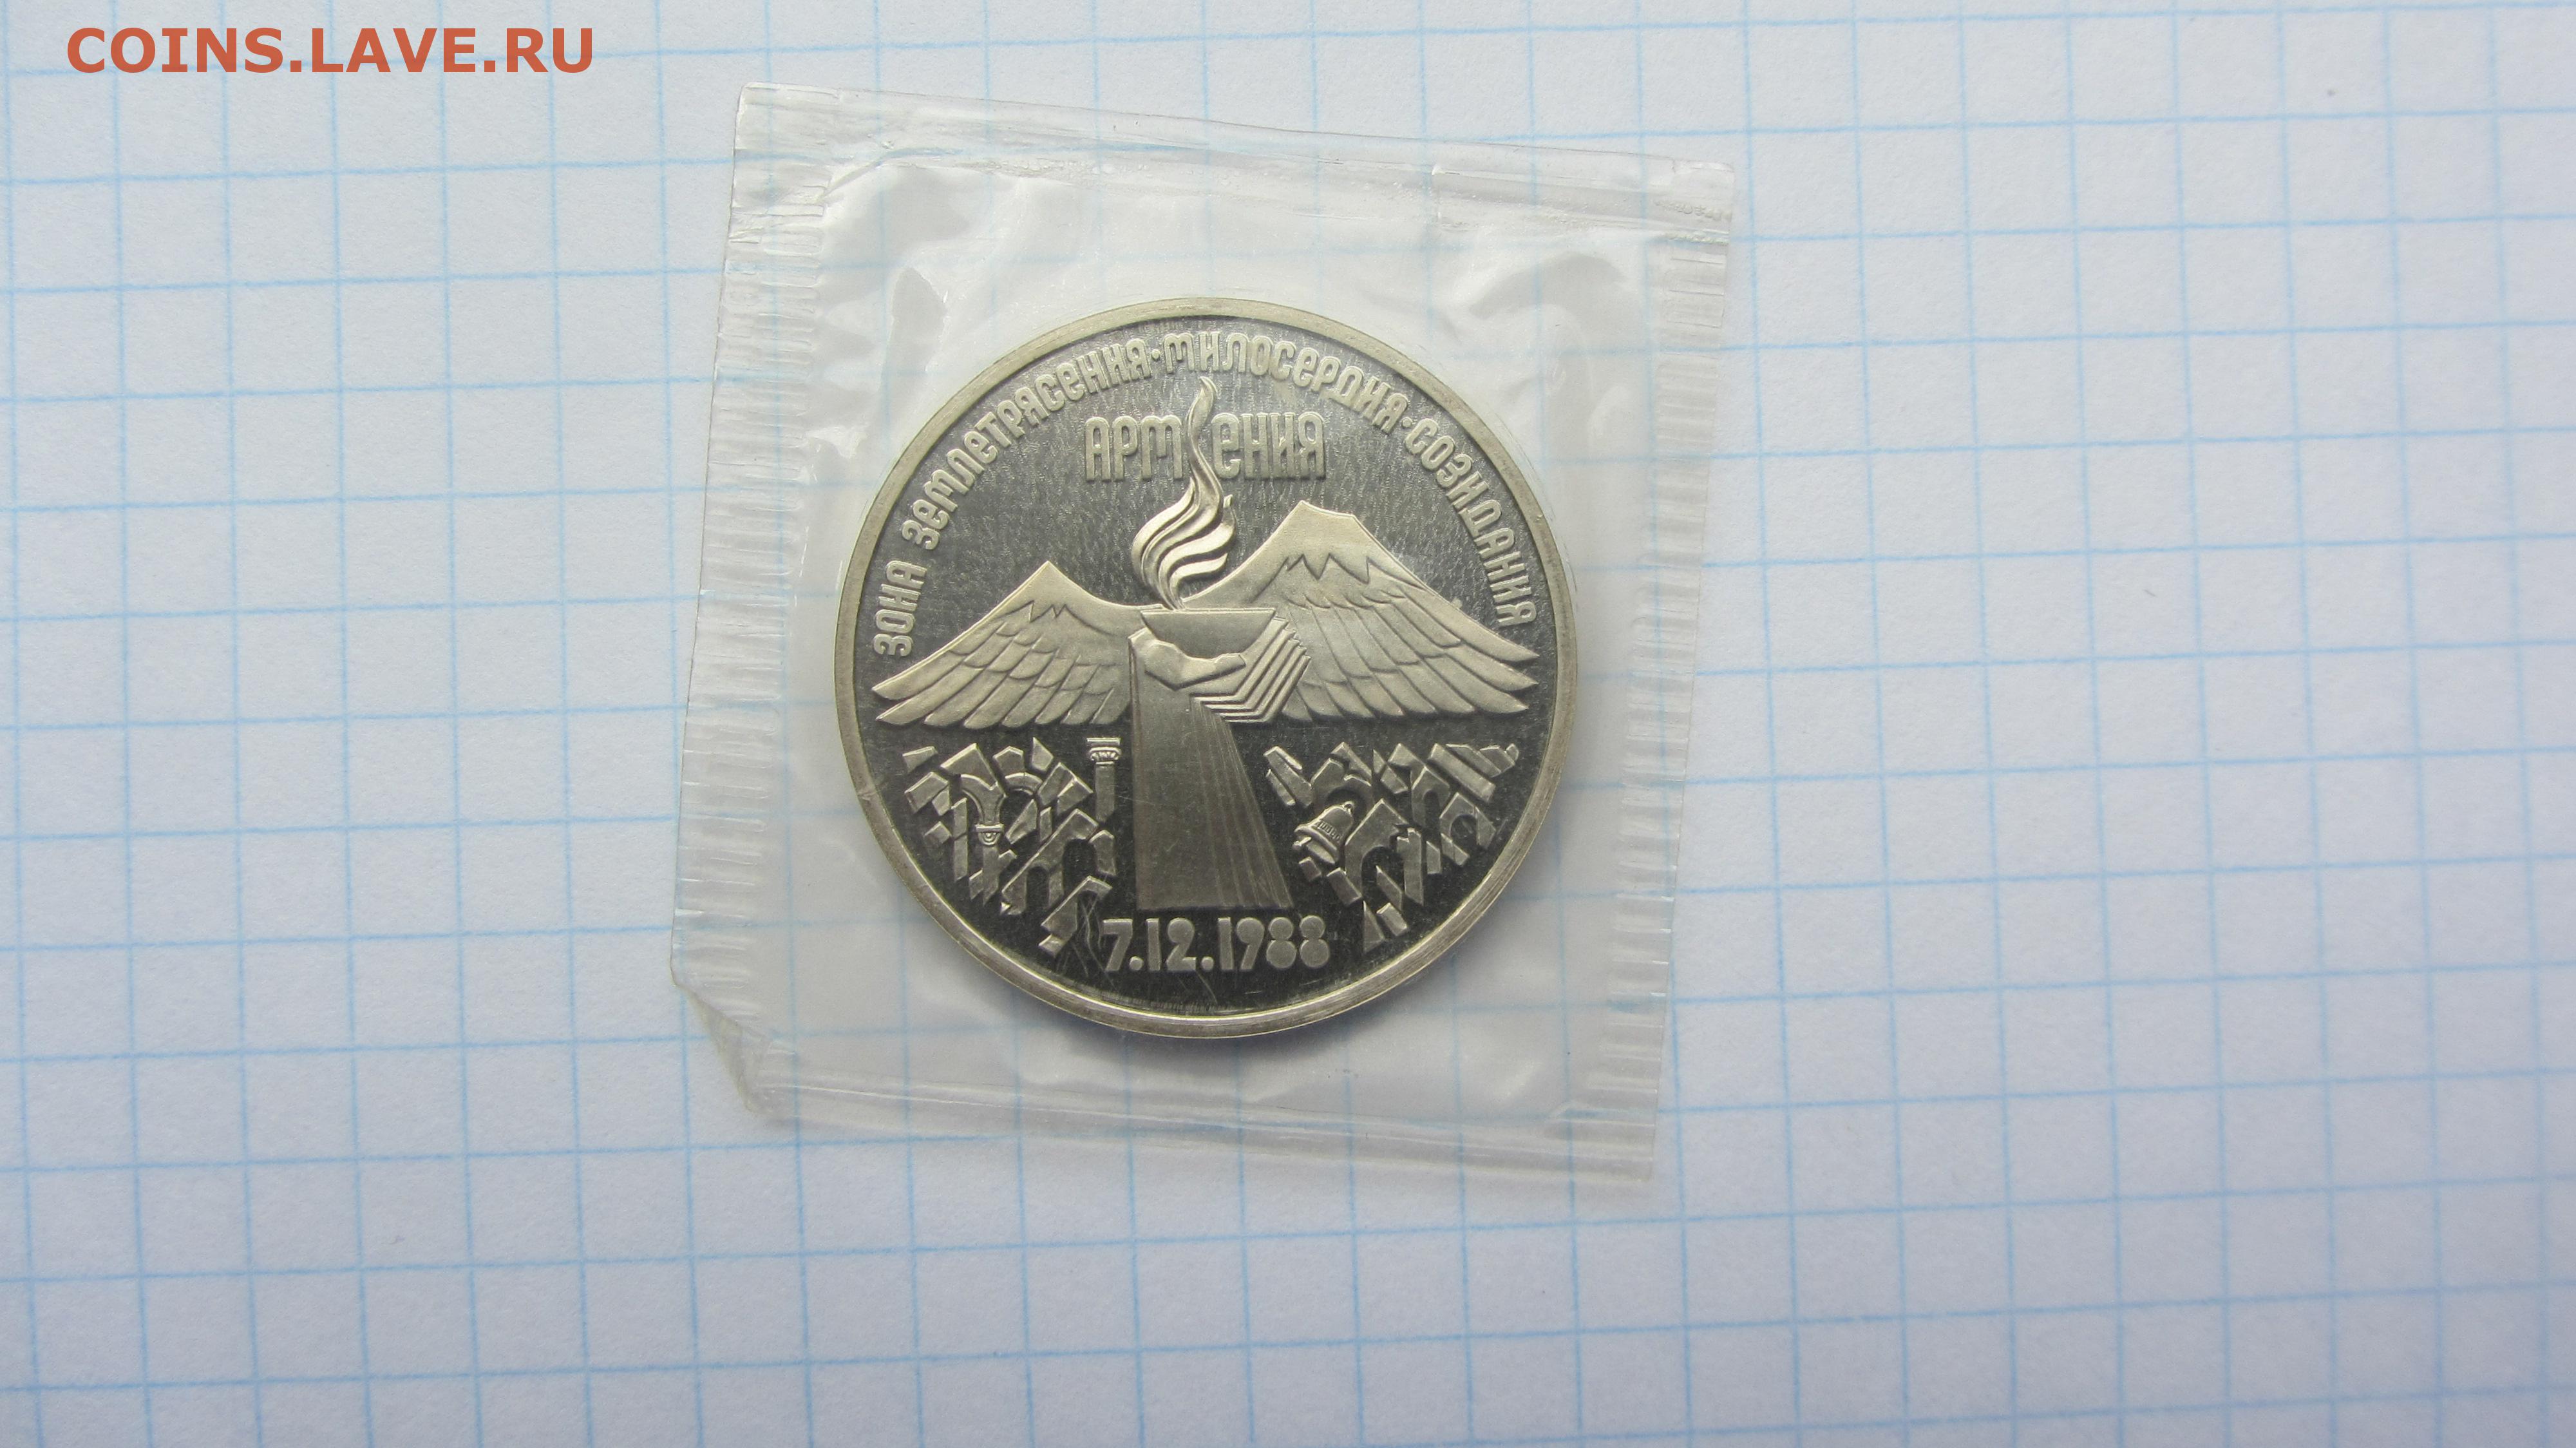 COINS.LAVE.RU
ЗОНА ЗЕМЛЕТРЯСЕНИЯ·МИЛОСЕРДИЯ·СОЗИДАНИЯ
АРМЕНИЯ
7.12.1988